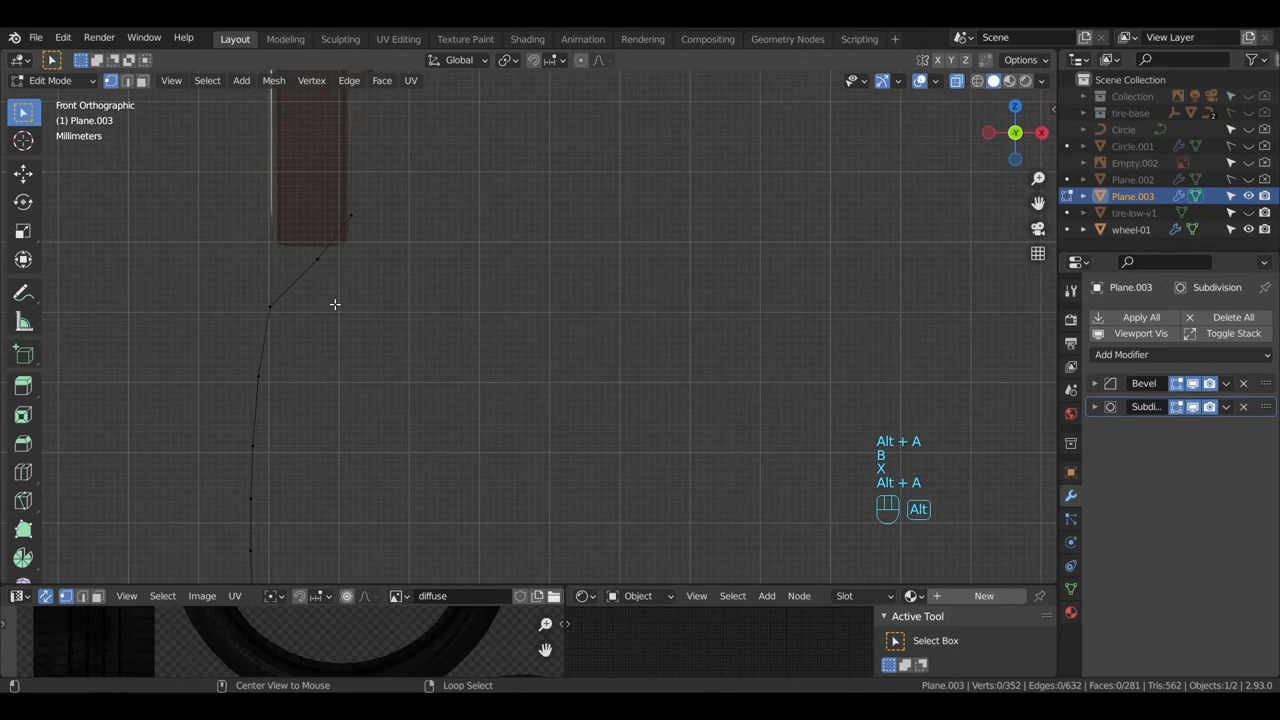 File Edit Render Window Help Layout Modeling Sculpting UV Editing Texture Paint Shading Animation Rendering Compositing Geometry Nodes Scripting + Scene View Layer
Global X Y Z Options
Edit Mode View Select Add Mesh Vertex Edge Face UV
Front Orthographic
(1) Plane.003
Millimeters
Z
-Y
X
Scene Collection
Collection
tire-base 2
Circle
Circle.001
Empty.002
Plane.002
Plane.003
tire-low-v1
wheel-01
Plane.003 Subdivision
Apply All Delete All
Viewport Vis Toggle Stack
Add Modifier
Bevel
Subdi...
Alt + A
B
X
Alt + A
Alt
View Select Image UV diffuse Object View Select Add Node Slot New
Active Tool
Select Box
Center View to Mouse Loop Select Plane.003 | Verts:0/352 | Edges:0/632 | Faces:0/281 | Tris:562 | Objects:1/2 | 2.93.0